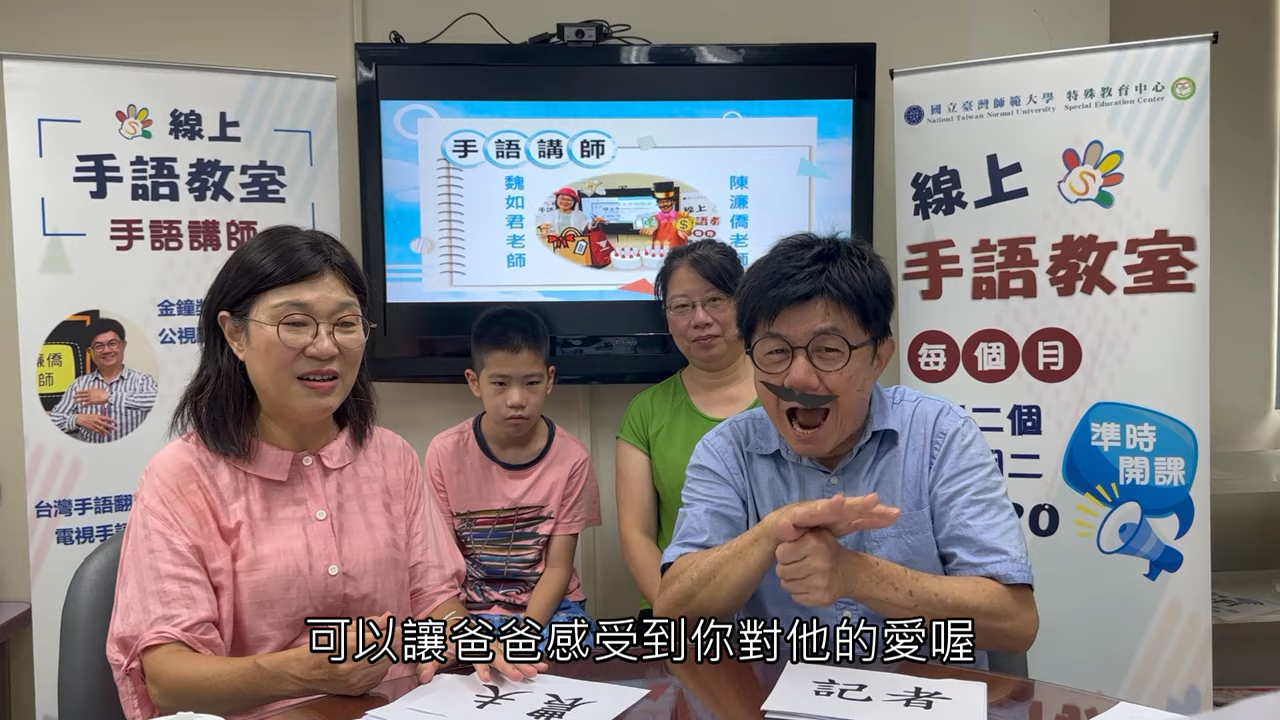 線上
手語教室
手語講師
金鐘
公視
台灣手語翻
電視手語
手語講師
魏如君老師
陳濂僑老師
國立臺灣師範大學 特殊教育中心
National Taiwan Normal University Special Education Center
線上
手語教室
每個月
二個
二
準時
開課
可以讓爸爸感受到你對他的愛喔
農夫
記者